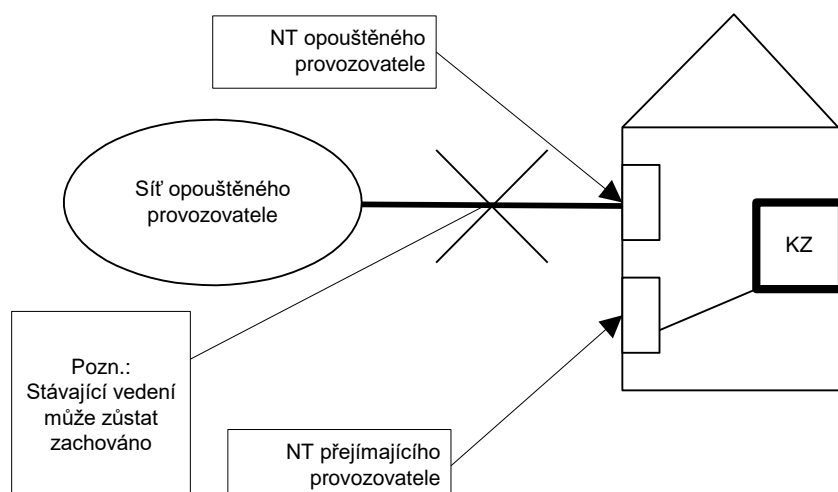 NT opouštěného
provozovatele
Síť opouštěného
provozovatele
KZ
Pozn.:
Stávající vedení
může zůstat
zachováno
NT přejímajícího
provozovatele